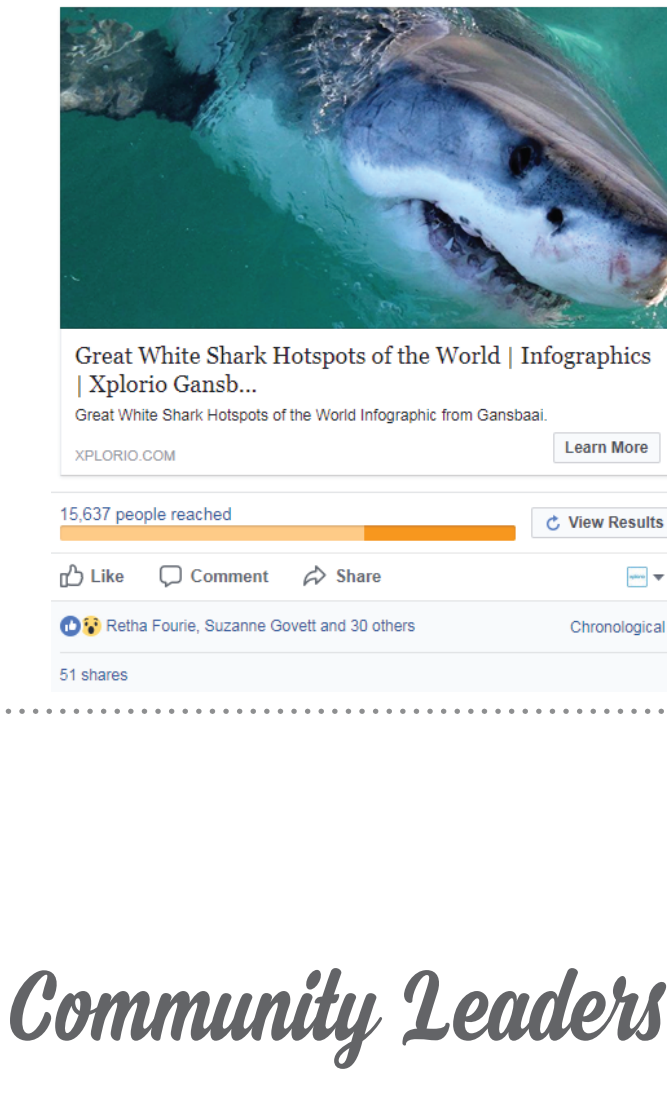 Great White Shark Hotspots of the World | Infographics
| Xplorio Gansb...
Great White Shark Hotspots of the World Infographic from Gansbaai.
XPLORIO.COM
Learn More
15,637 people reached
View Results
Like
Comment
Share
Retha Fourie, Suzanne Govett and 30 others
Chronological
51 shares
Community Leaders